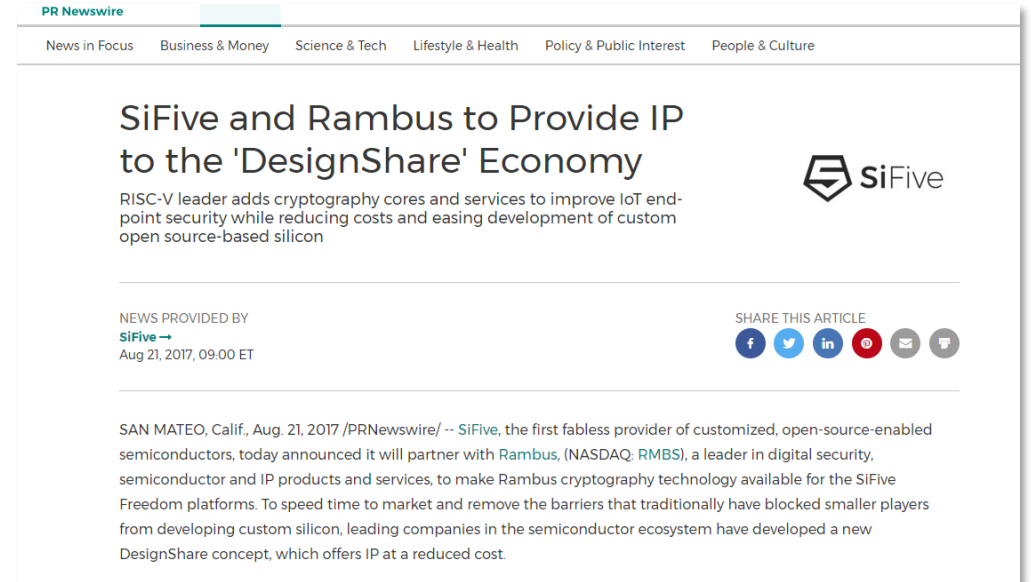 PR Newswire
News in Focus Business & Money Science & Tech Lifestyle & Health Policy & Public Interest People & Culture
SiFive and Rambus to Provide IP
to the 'DesignShare' Economy
SiFive
RISC-V leader adds cryptography cores and services to improve IoT end-
point security while reducing costs and easing development of custom
open source-based silicon
NEWS PROVIDED BY
SiFive →
Aug 21, 2017, 09:00 ET
SHARE THIS ARTICLE
SAN MATEO, Calif., Aug. 21, 2017 /PRNewswire/ -- SiFive, the first fabless provider of customized, open-source-enabled
semiconductors, today announced it will partner with Rambus, (NASDAQ: RMBS), a leader in digital security,
semiconductor and IP products and services, to make Rambus cryptography technology available for the SiFive
Freedom platforms. To speed time to market and remove the barriers that traditionally have blocked smaller players
from developing custom silicon, leading companies in the semiconductor ecosystem have developed a new
DesignShare concept, which offers IP at a reduced cost.